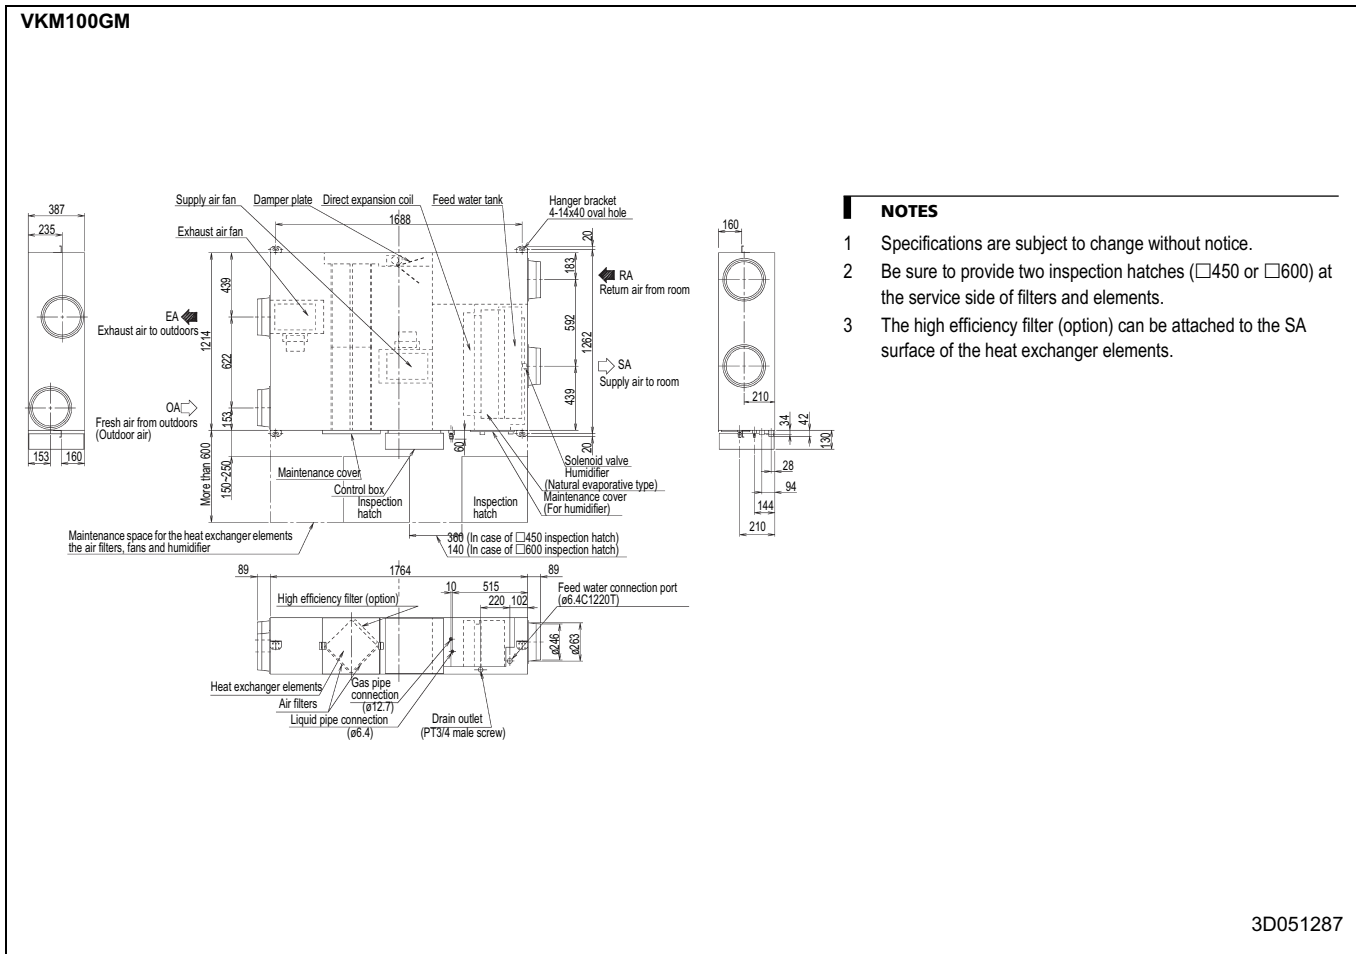 VKM100GM
387
235
153
160
Supply air fan
Damper plate
Direct expansion coil
Feed water tank
Hanger bracket
4-14x40 oval hole
Exhaust air fan
1688
20
183
RA
Return air from room
439
EA
Exhaust air to outdoors
1214
592
1262
622
SA
Supply air to room
439
OA
Fresh air from outdoors
(Outdoor air)
153
60
20
More than 600
150~250
Maintenance cover
Control box
Inspection
hatch
Inspection
hatch
Solenoid valve
Humidifier
(Natural evaporative type)
Maintenance cover
(For humidifier)
Maintenance space for the heat exchanger elements
the air filters, fans and humidifier
360 (In case of □450 inspection hatch)
140 (In case of □600 inspection hatch)
160
210
34
42
130
28
94
144
210
89
1764
89
10
515
220
102
Feed water connection port
(ø6.4C1220T)
High efficiency filter (option)
ø246
ø263
Heat exchanger elements
Air filters
Gas pipe
connection
(ø12.7)
Liquid pipe connection
(ø6.4)
Drain outlet
(PT3/4 male screw)
NOTES
1 Specifications are subject to change without notice.
2 Be sure to provide two inspection hatches (□450 or □600) at
the service side of filters and elements.
3 The high efficiency filter (option) can be attached to the SA
surface of the heat exchanger elements.
3D051287